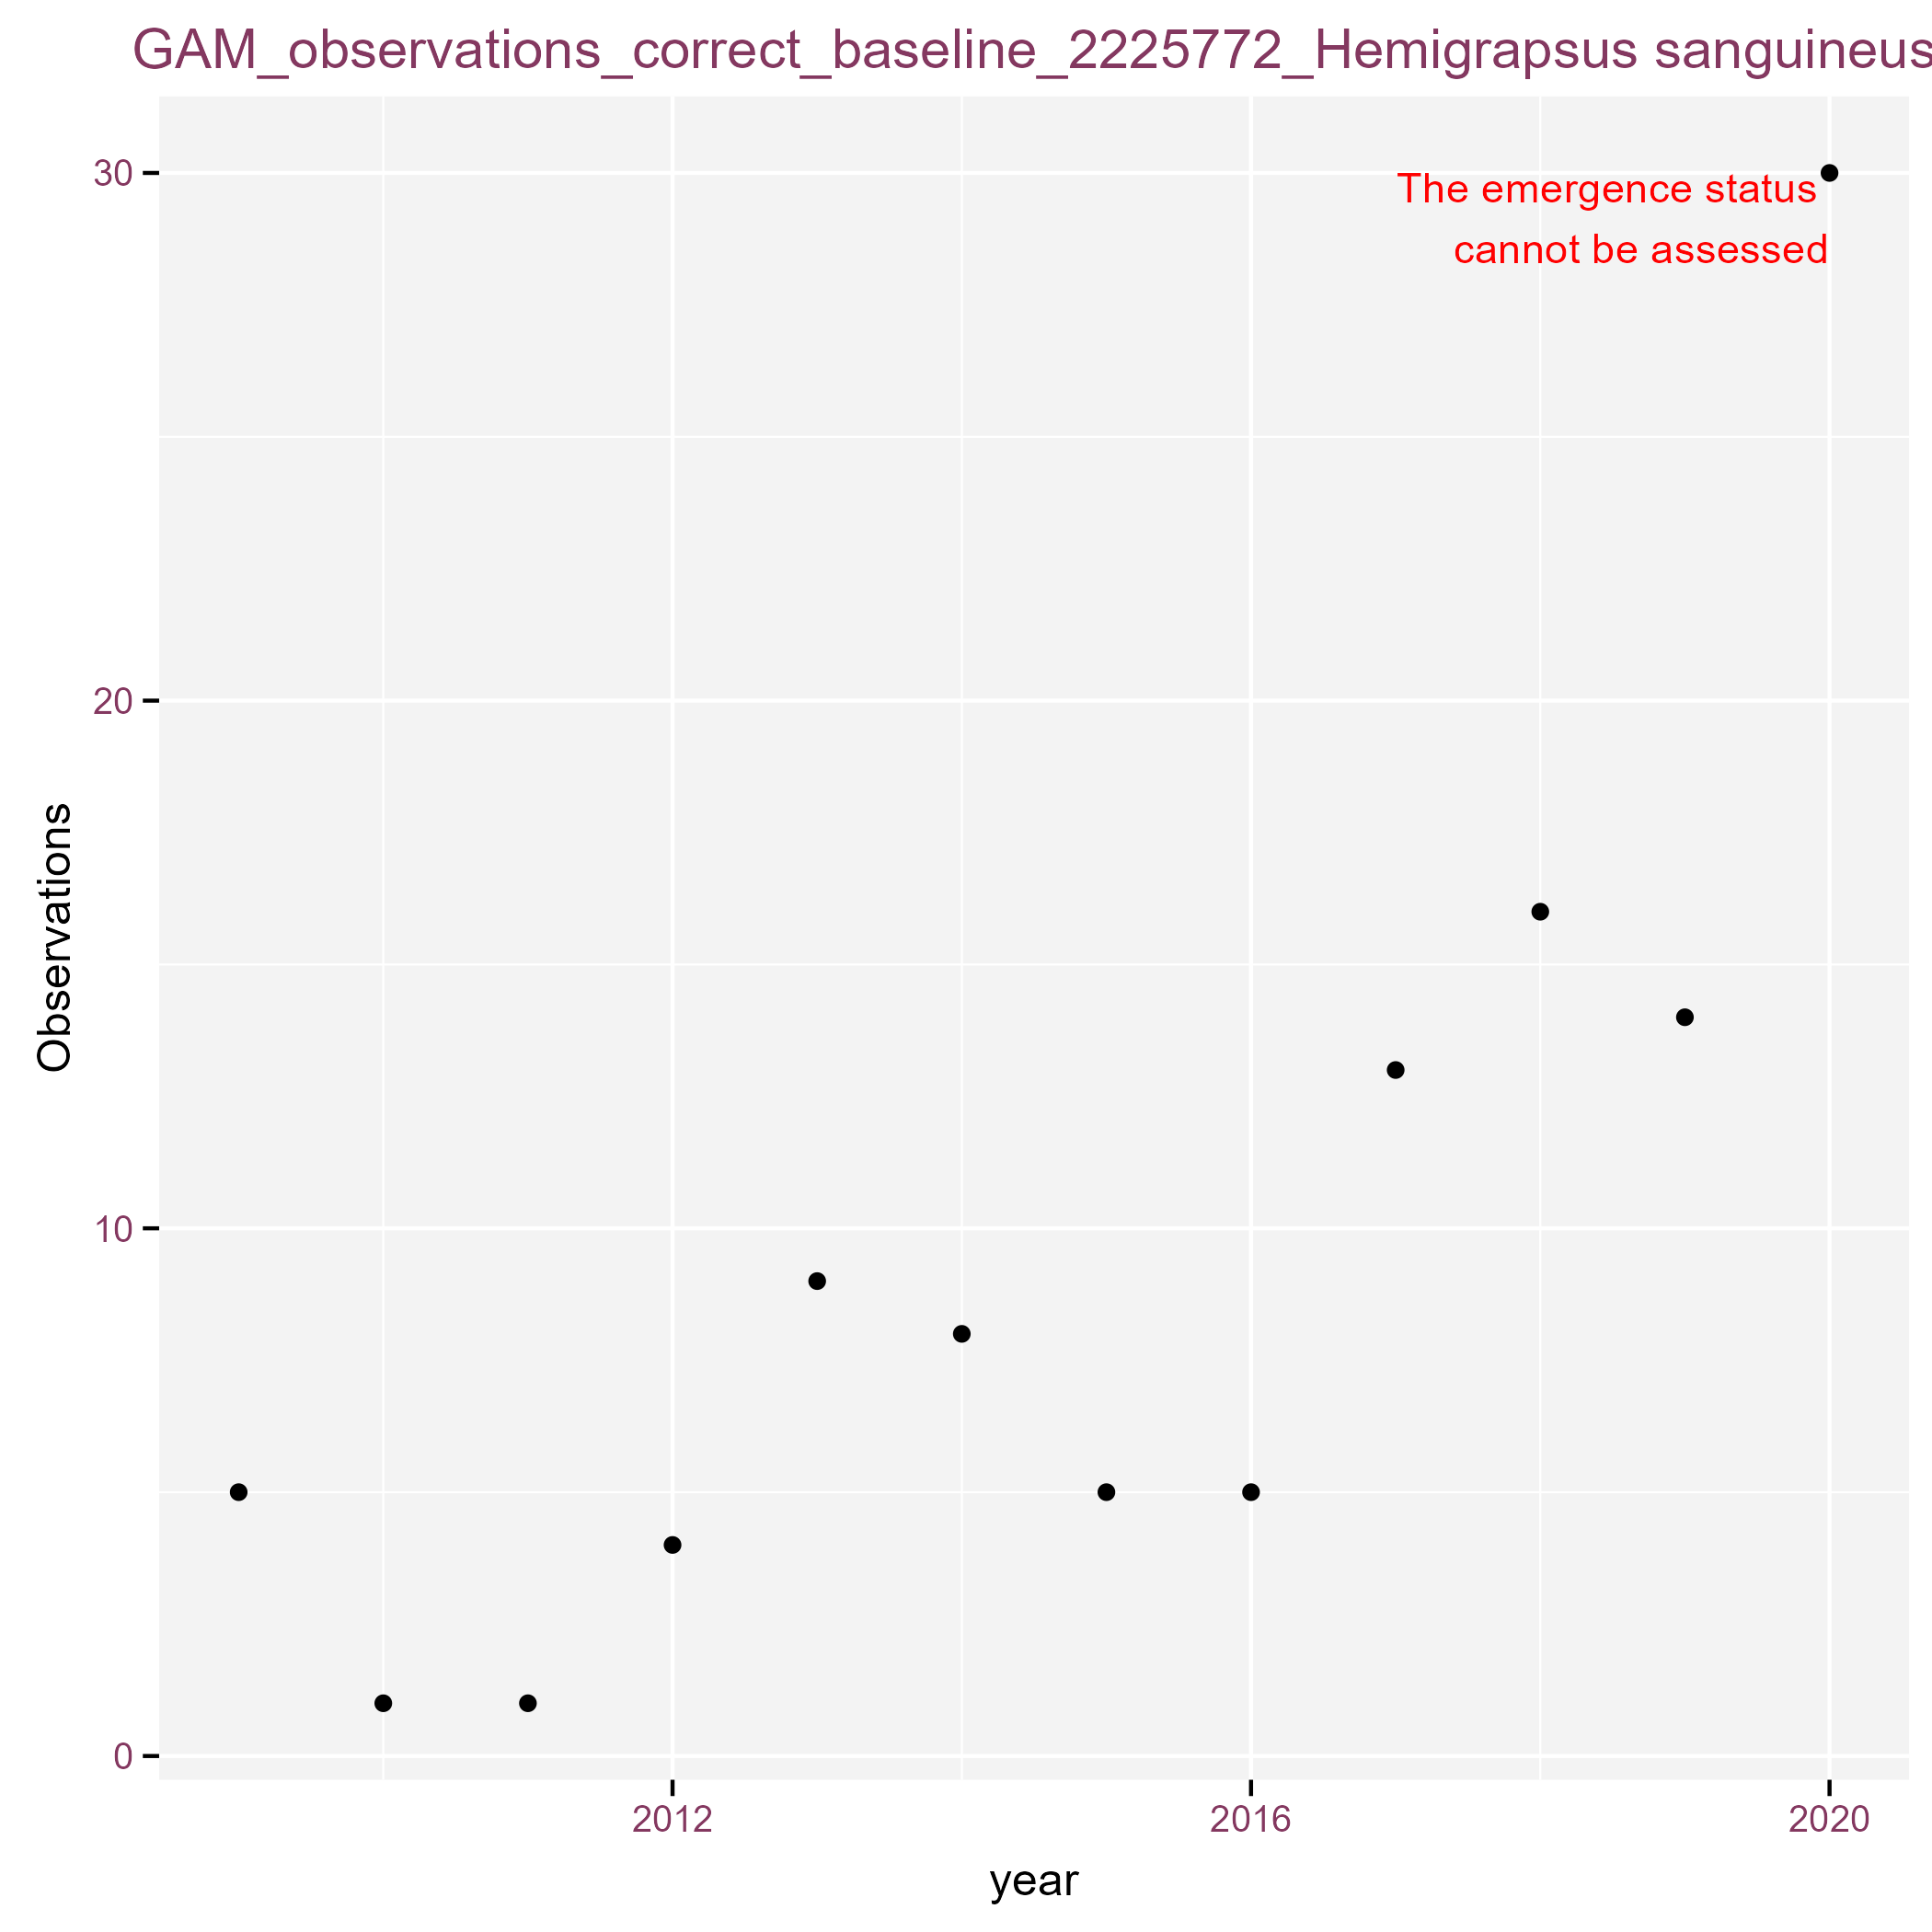 GAM_observations_correct_baseline_2225772_Hemigrapsus sanguineus
30
The emergence status
cannot be assessed
20
Observations
10
0
2012
2016
2020
year